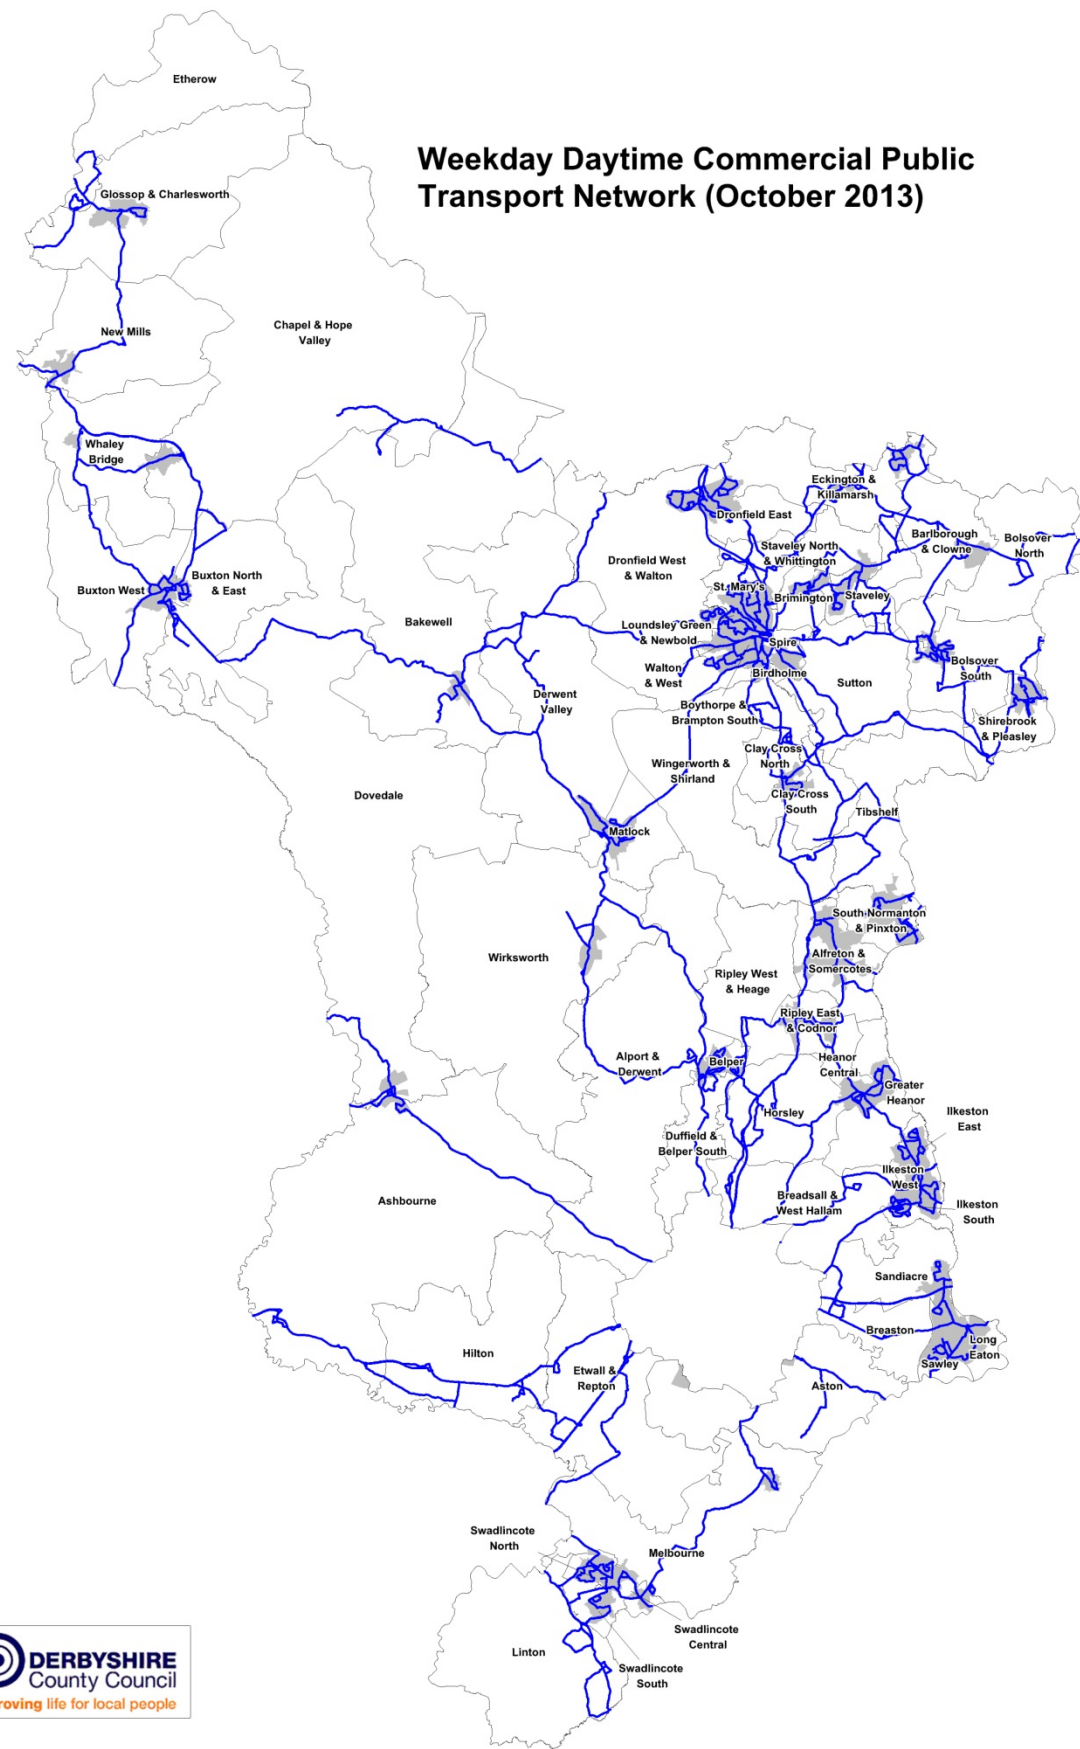 Etherow
Weekday Daytime Commercial Public
Transport Network (October 2013)
Glossop & Charlesworth
New Mills
Chapel & Hope
Valley
Whaley
Bridge
Buxton West
Buxton North
& East
Bakewell
Eckington &
Killamarsh
Dronfield East
Barlborough
& Clowne
Bolsover
North
Staveley North
& Whittington
Dronfield West
& Walton
St. Mary's
Brimington
Staveley
Loundsley Green
& Newbold
Spire
Walton
& West
Birdholme
Bolsover
South
Sutton
Derwent
Valley
Boythorpe &
Brampton South
Shirebrook
& Pleasley
Clay Cross
North
Wingerworth &
Shirland
Clay Cross
South
Dovedale
Tibshelf
Matlock
South Normanton
& Pinxton
Wirksworth
Alfreton &
Somercotes
Ripley West
& Heage
Ripley East
& Codnor
Alport &
Derwent
Belper
Heanor
Central
Greater
Heanor
Horsley
Ilkeston
East
Duffield &
Belper South
Ilkeston
West
Ashbourne
Breadsall &
West Hallam
Ilkeston
South
Sandiacre
Breaston
Long
Eaton
Sawley
Hilton
Etwall &
Repton
Aston
Swadlincote
North
Melbourne
Swadlincote
Central
Linton
Swadlincote
South
DERBYSHIRE
County Council
roving life for local people